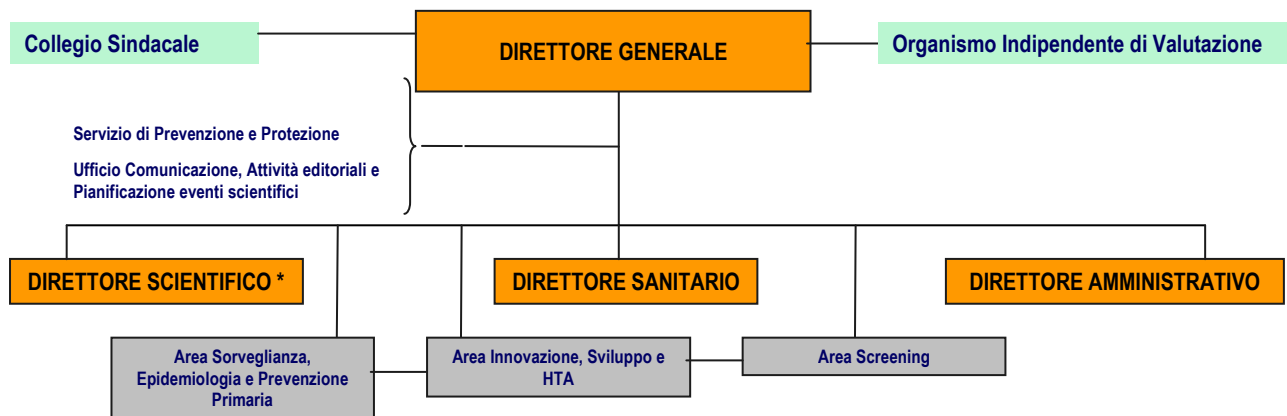 Collegio Sindacale
DIRETTORE GENERALE
Organismo Indipendente di Valutazione
Servizio di Prevenzione e Protezione
Ufficio Comunicazione, Attività editoriali e
Pianificazione eventi scientifici
DIRETTORE SCIENTIFICO *
DIRETTORE SANITARIO
DIRETTORE AMMINISTRATIVO
Area Sorveglianza,
Epidemiologia e Prevenzione
Primaria
Area Innovazione, Sviluppo e
HTA
Area Screening